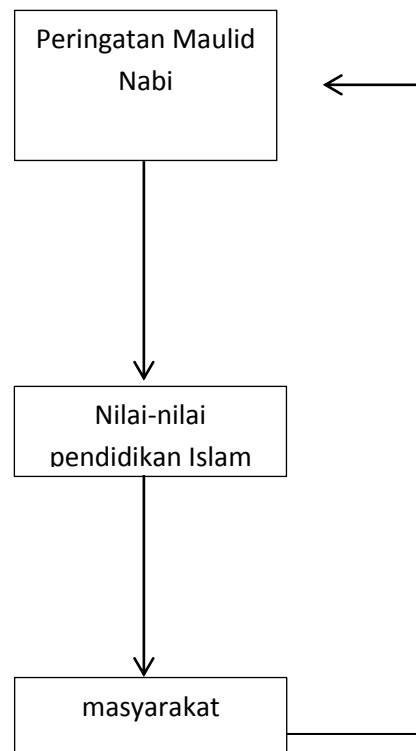 Peringatan Maulid
Nabi
Nilai-nilai
pendidikan Islam
masyarakat